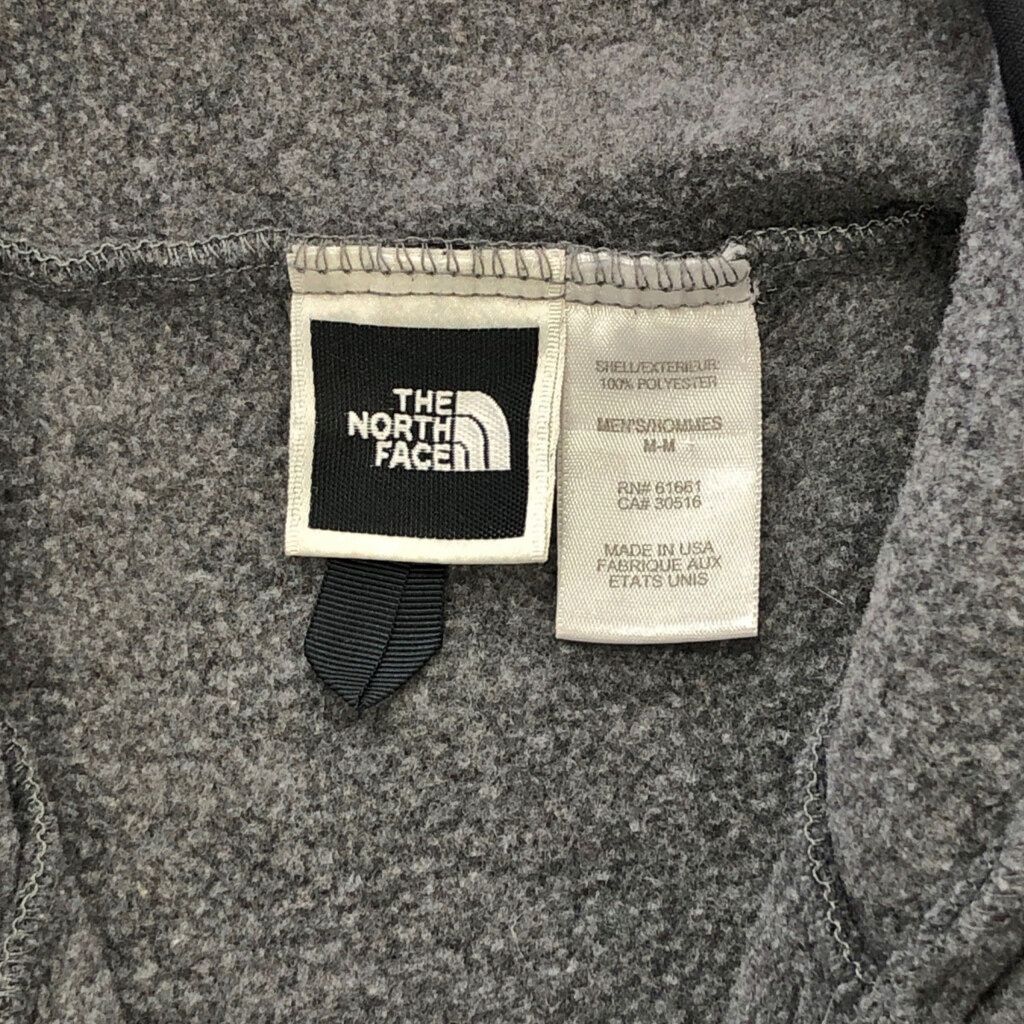 THE
NORTH
FACE
SHELL/EXTERIEUR:
100% POLYESTER
MEN'S/HOMMES
M-M
RN# 61661
CA# 30516
MADE IN USA
FABRIQUE AUX
ETATS UNIS